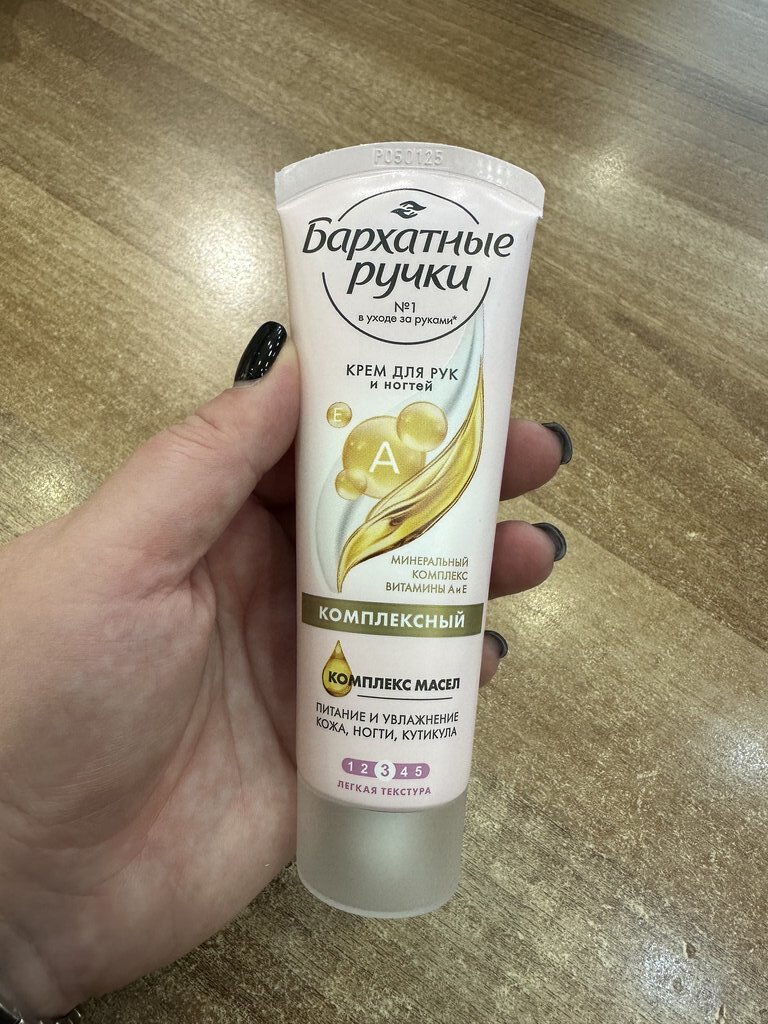 P050125
Бархатные
ручки
№1
в уходе за руками*
КРЕМ ДЛЯ РУК
и ногтей
E
A
МИНЕРАЛЬНЫЙ
КОМПЛЕКС
ВИТАМИНЫ А и Е
КОМПЛЕКСНЫЙ
КОМПЛЕКС МАСЕЛ
ПИТАНИЕ И УВЛАЖНЕНИЕ
КОЖА, НОГТИ, КУТИКУЛА
1 2 3 4 5
ЛЕГКАЯ ТЕКСТУРА